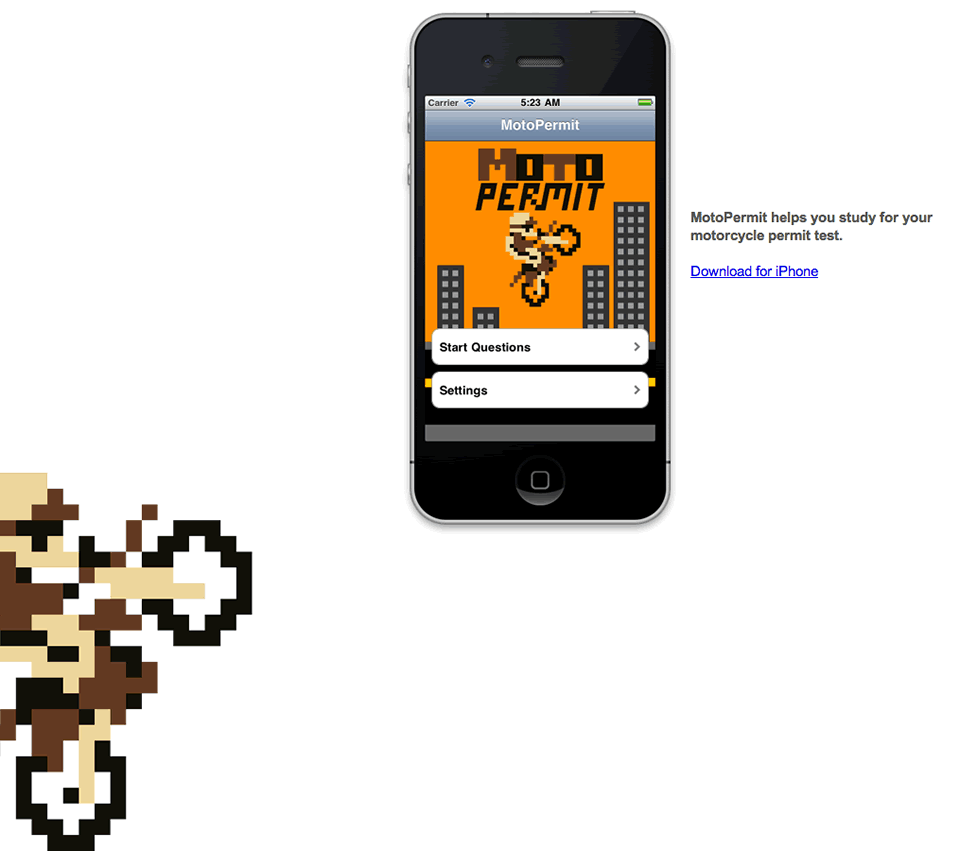 Carrier 5:23 AM
MotoPermit
MOTO
PERMIT
Start Questions
Settings
MotoPermit helps you study for your
motorcycle permit test.
Download for iPhone